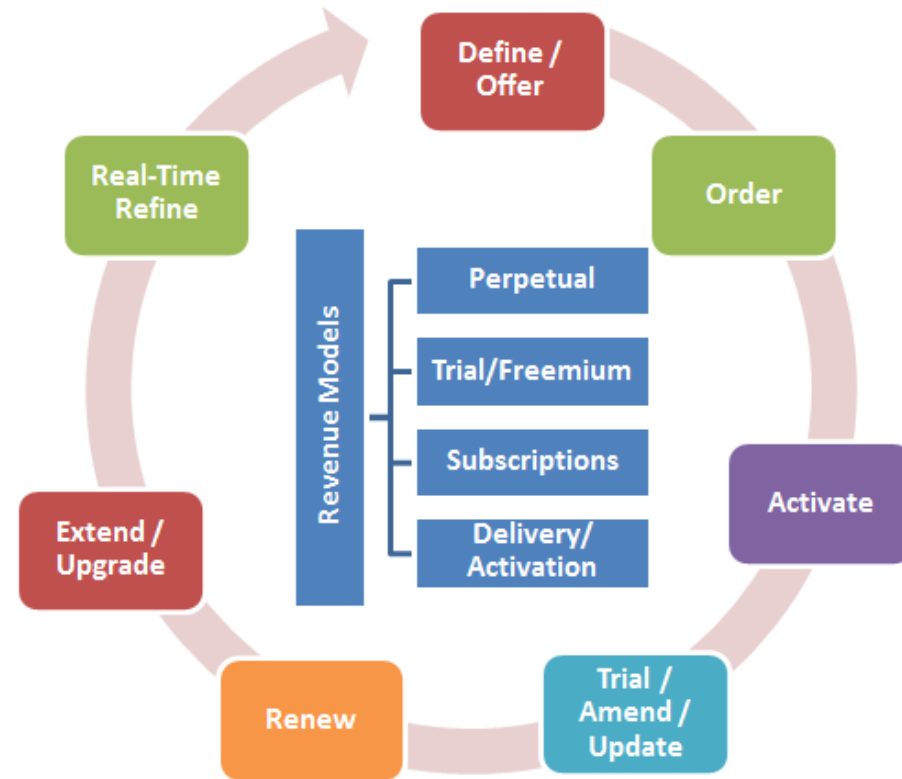 Define /
Offer
Order
Activate
Trial /
Amend /
Update
Renew
Extend /
Upgrade
Real-Time
Refine
Revenue Models
Perpetual
Trial/Freemium
Subscriptions
Delivery/
Activation